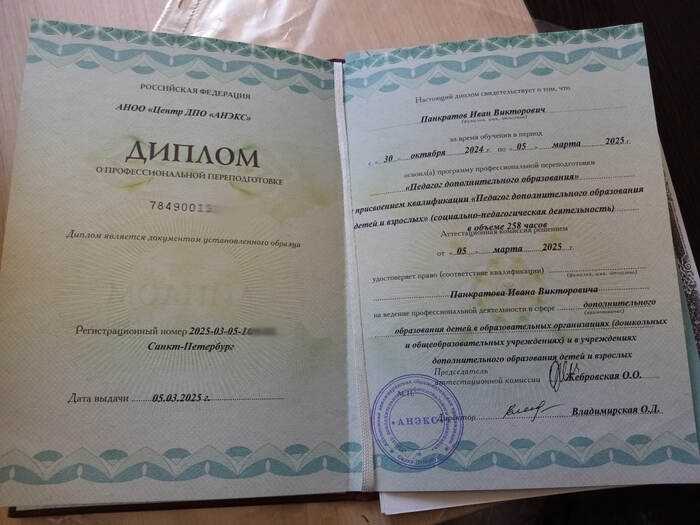 РОССИЙСКАЯ ФЕДЕРАЦИЯ
АНОО «Центр ДПО «АНЭКС»
ДИПЛОМ
О ПРОФЕССИОНАЛЬНОЙ ПЕРЕПОДГОТОВКЕ
7849001
Диплом является документом установленного образца
Регистрационный номер 2025-03-05-1
Санкт-Петербург
Дата выдачи 05.03.2025 г.
Настоящий диплом свидетельствует о том, что
Панкратов Иван Викторович
(фамилия, имя, отчество)
за время обучения в период
с « 30 » октября 2024 г. по « 05 » марта 2025 г.
освоил(а) программу профессиональной переподготовки
«Педагог дополнительного образования»
с присвоением квалификации «Педагог дополнительного образования
детей и взрослых» (социально-педагогическая деятельность)
в объеме 258 часов
Аттестационная комиссия решением
от « 05 » марта 2025 г.
удостоверяет право (соответствие квалификации)
(фамилия, имя, отчество)
Панкратова Ивана Викторовича
на ведение профессиональной деятельности в сфере дополнительного
образования детей в образовательных организациях (дошкольных
и общеобразовательных учреждениях) и в учреждениях
дополнительного образования детей и взрослых
Председатель
аттестационной комиссии Жебровская О.О.
М.П.
Директор Владимирская О.Д.
АНЭКС